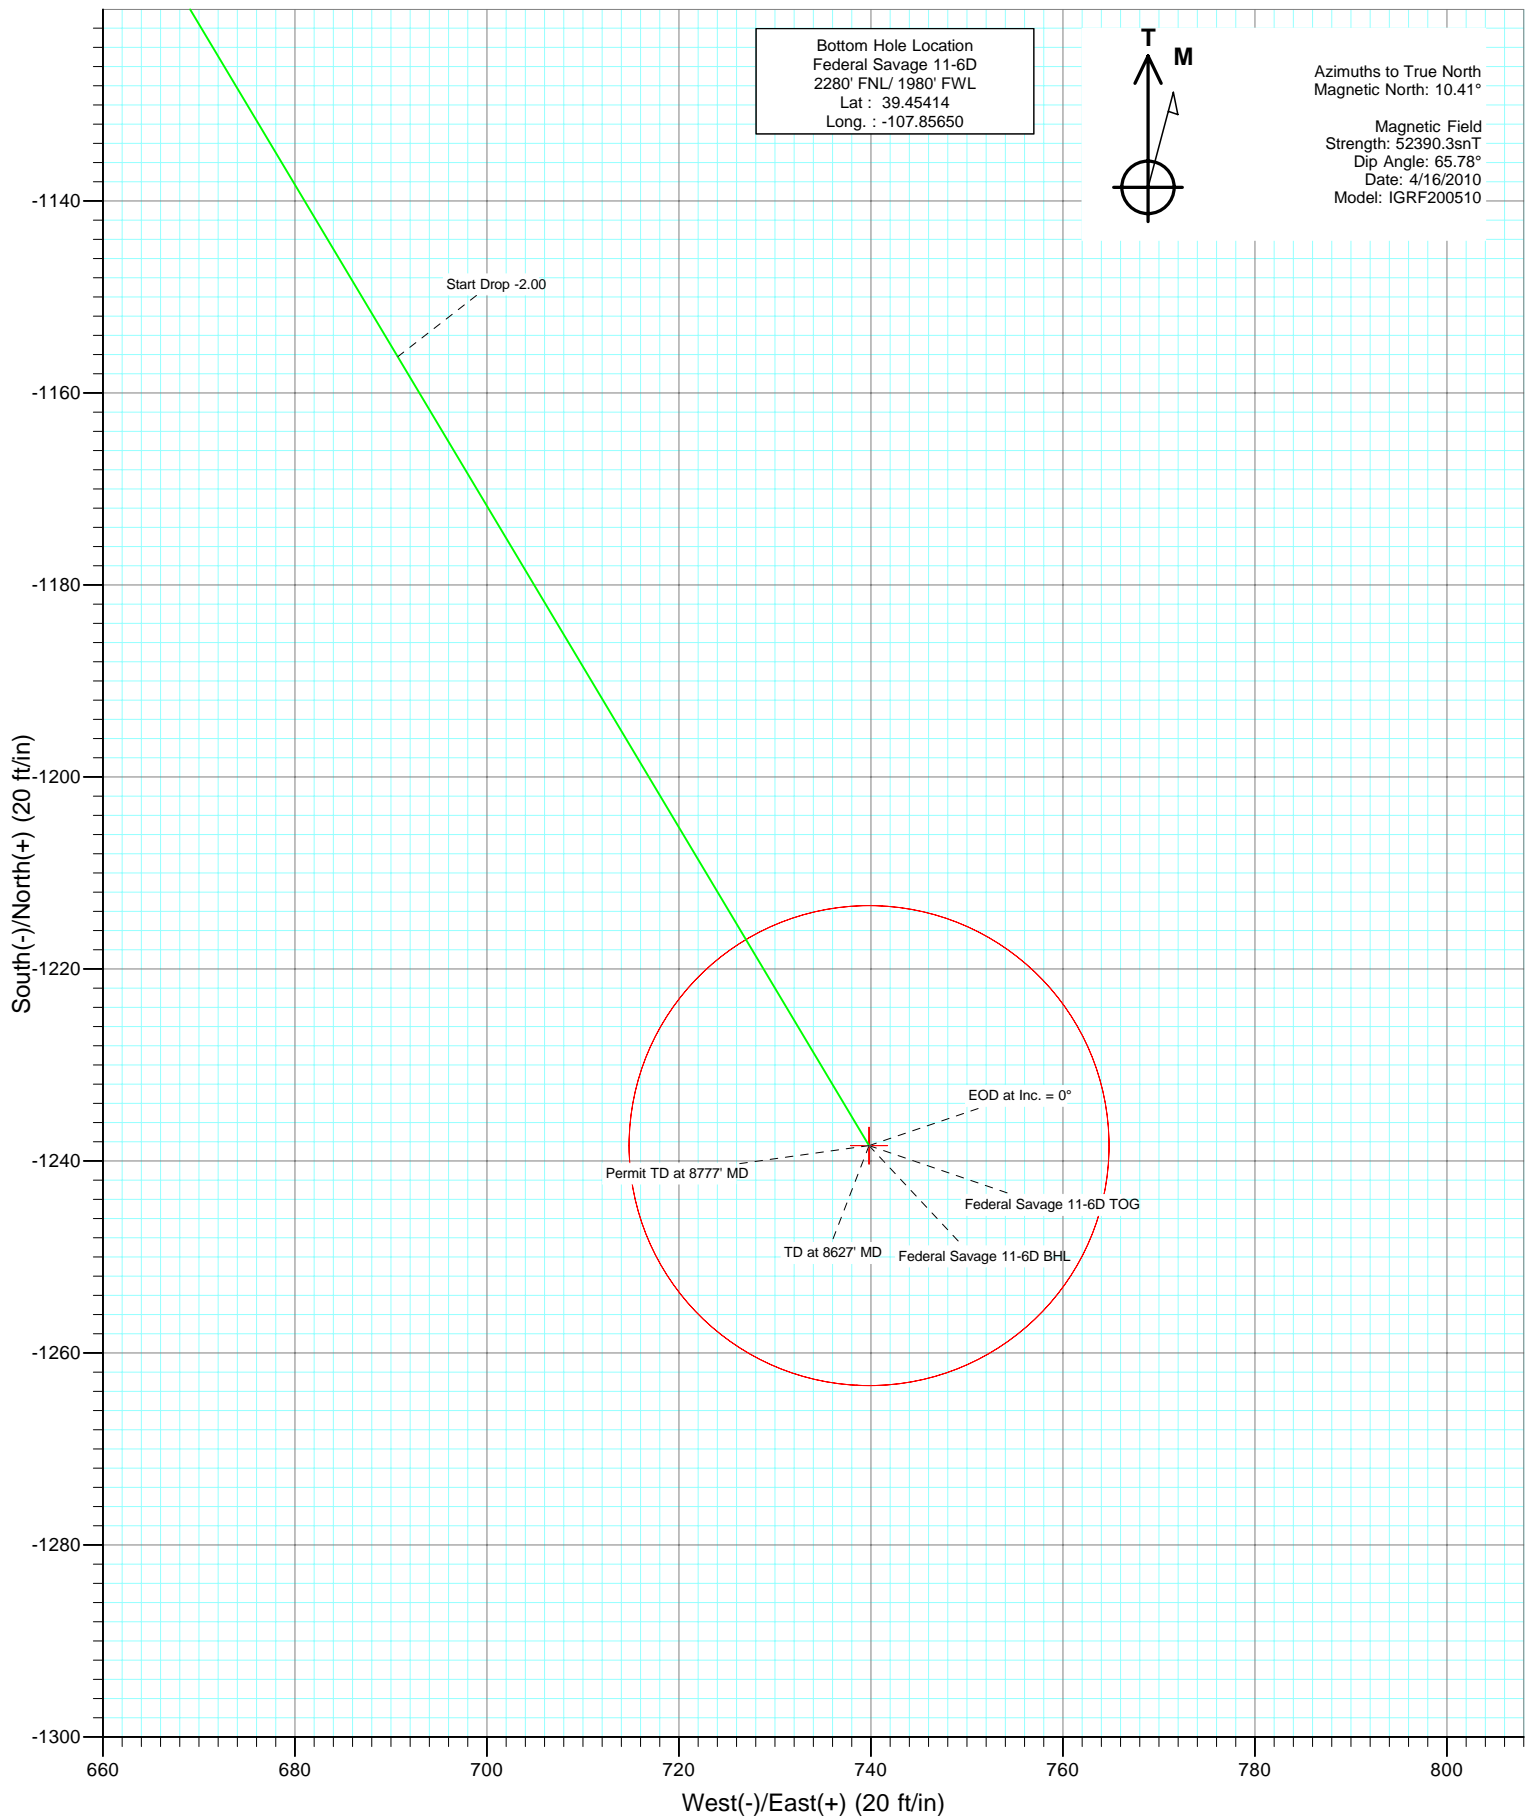 Bottom Hole Location
Federal Savage 11-6D
2280' FNL/ 1980' FWL
Lat : 39.45414
Long. : -107.85650
T
M
Azimuths to True North
Magnetic North: 10.41°
Magnetic Field
Strength: 52390.3snT
Dip Angle: 65.78°
Date: 4/16/2010
Model: IGRF200510
-1140
Start Drop -2.00
-1160
-1180
-1200
South(-)/North(+) (20 ft/in)
-1220
EOD at Inc. = 0°
-1240
Permit TD at 8777' MD
Federal Savage 11-6D TOG
TD at 8627' MD
Federal Savage 11-6D BHL
-1260
-1280
-1300
660 680 700 720 740 760 780 800
West(-)/East(+) (20 ft/in)